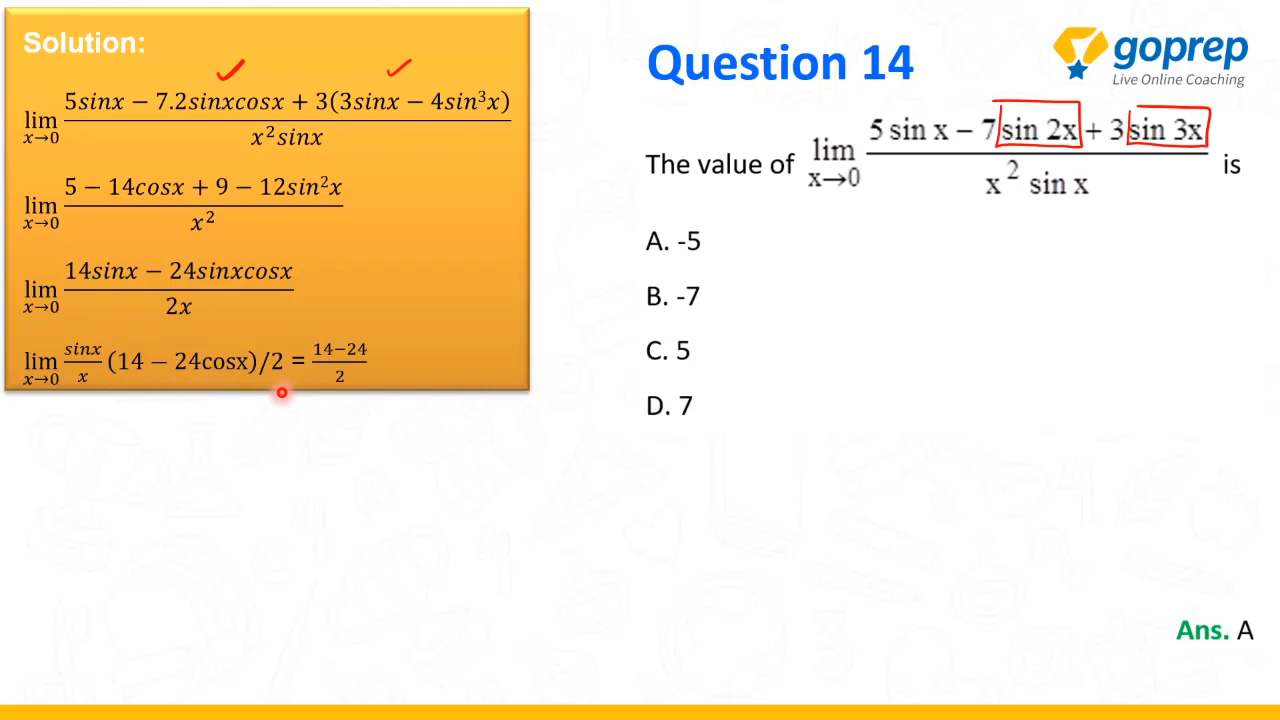 Solution:
lim x→0 (5sinx − 7.2sinxcosx + 3(3sinx − 4sin³x)) / (x²sinx)
lim x→0 (5 − 14cosx + 9 − 12sin²x) / x²
lim x→0 (14sinx − 24sinxcosx) / 2x
lim x→0 sinx/x (14 − 24cosx)/2 = (14−24)/2
Question 14
goprep
Live Online Coaching
The value of lim x→0 (5 sin x − 7 sin 2x + 3 sin 3x) / (x² sin x) is
A. -5
B. -7
C. 5
D. 7
Ans. A